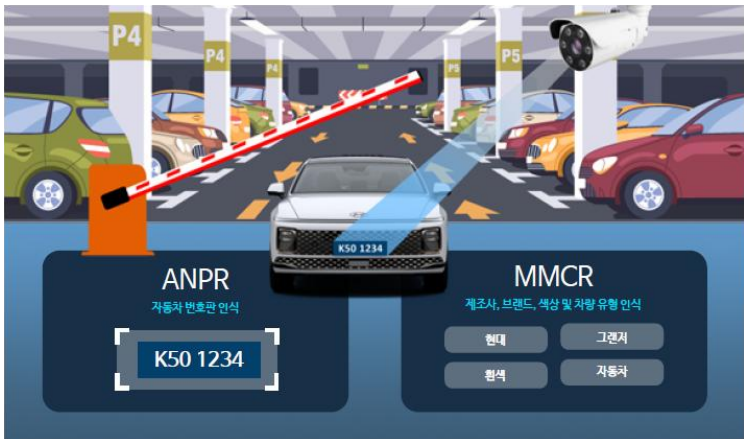 P4
P4
P4
P5
P5
K50 1234
ANPR
자동차 번호판 인식
K50 1234
MMCR
제조사, 브랜드, 색상 및 차량 유형 인식
현대
그랜저
흰색
자동차